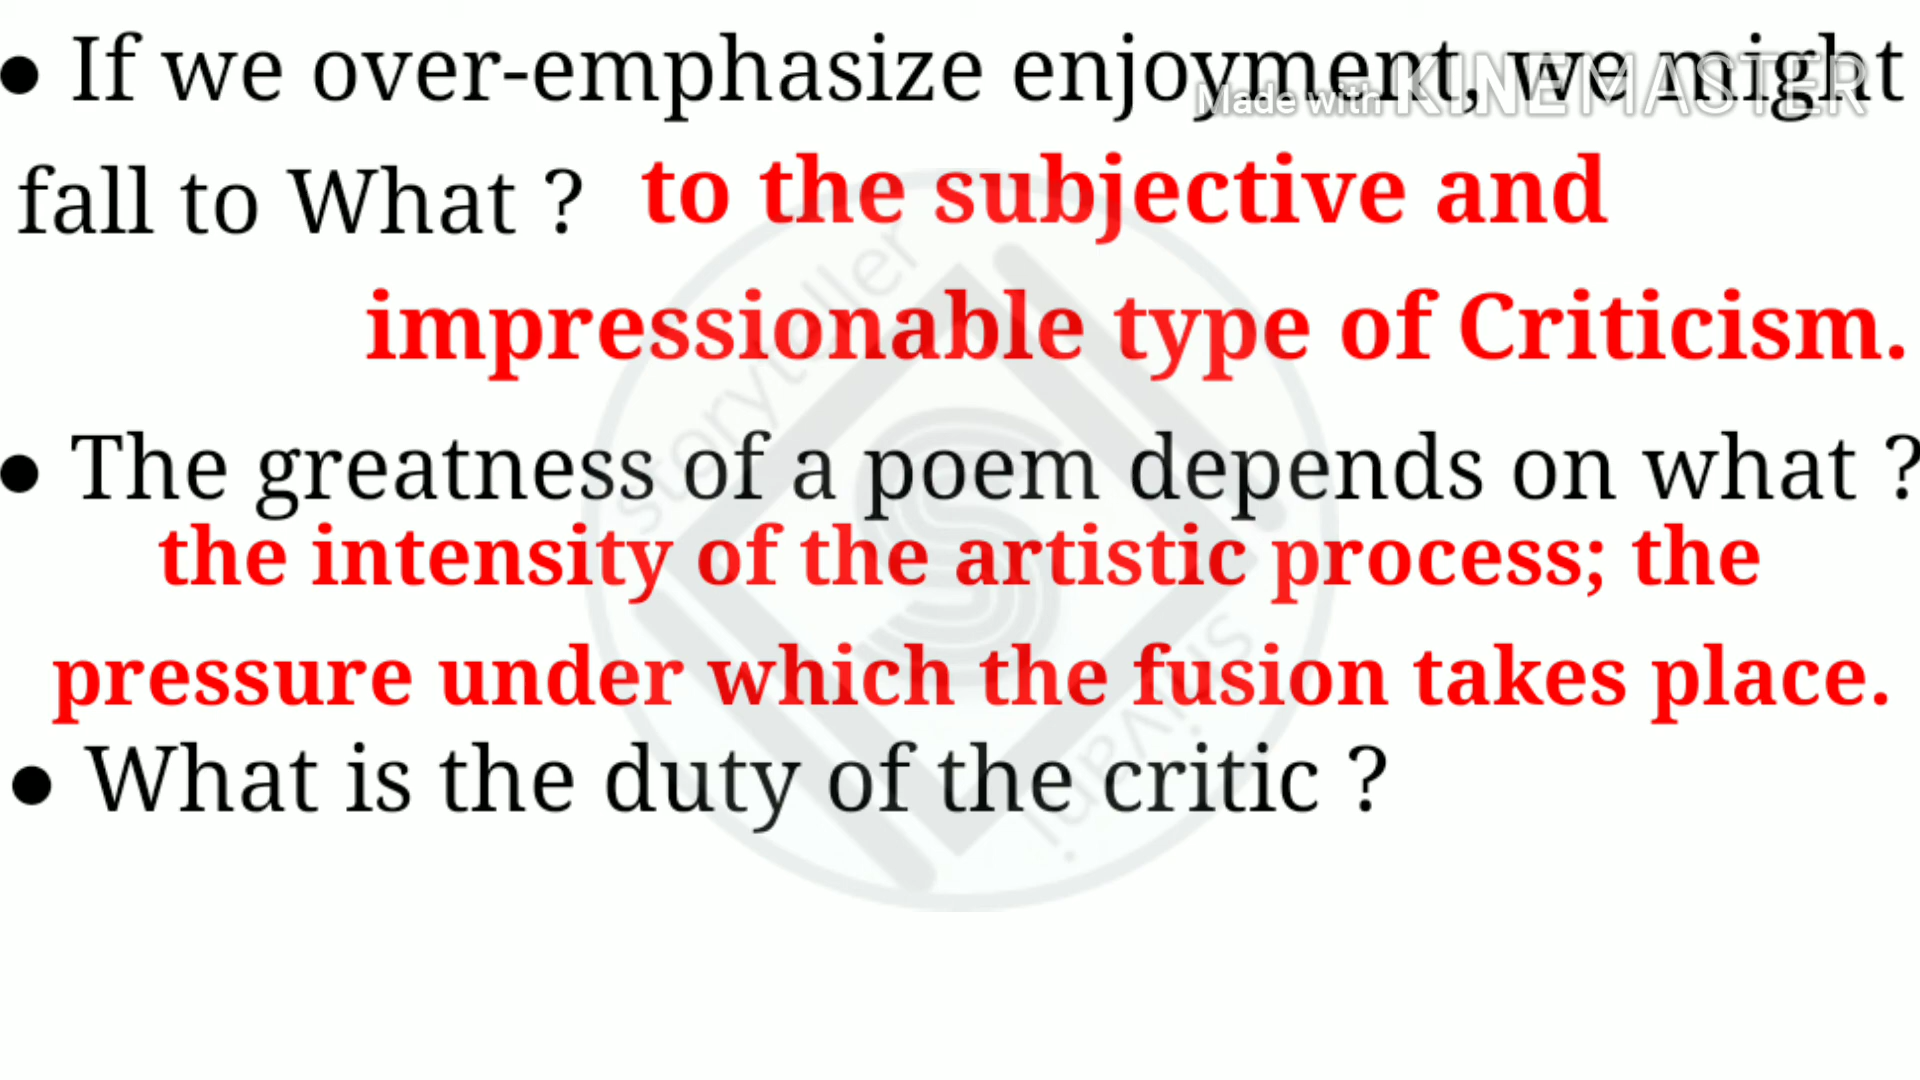 • If we over-emphasize enjoyment, we might
Made with KINEMASTER
fall to What ? to the subjective and
impressionable type of Criticism.
• The greatness of a poem depends on what ?
the intensity of the artistic process; the
pressure under which the fusion takes place.
• What is the duty of the critic ?
storyteller
S
srivani